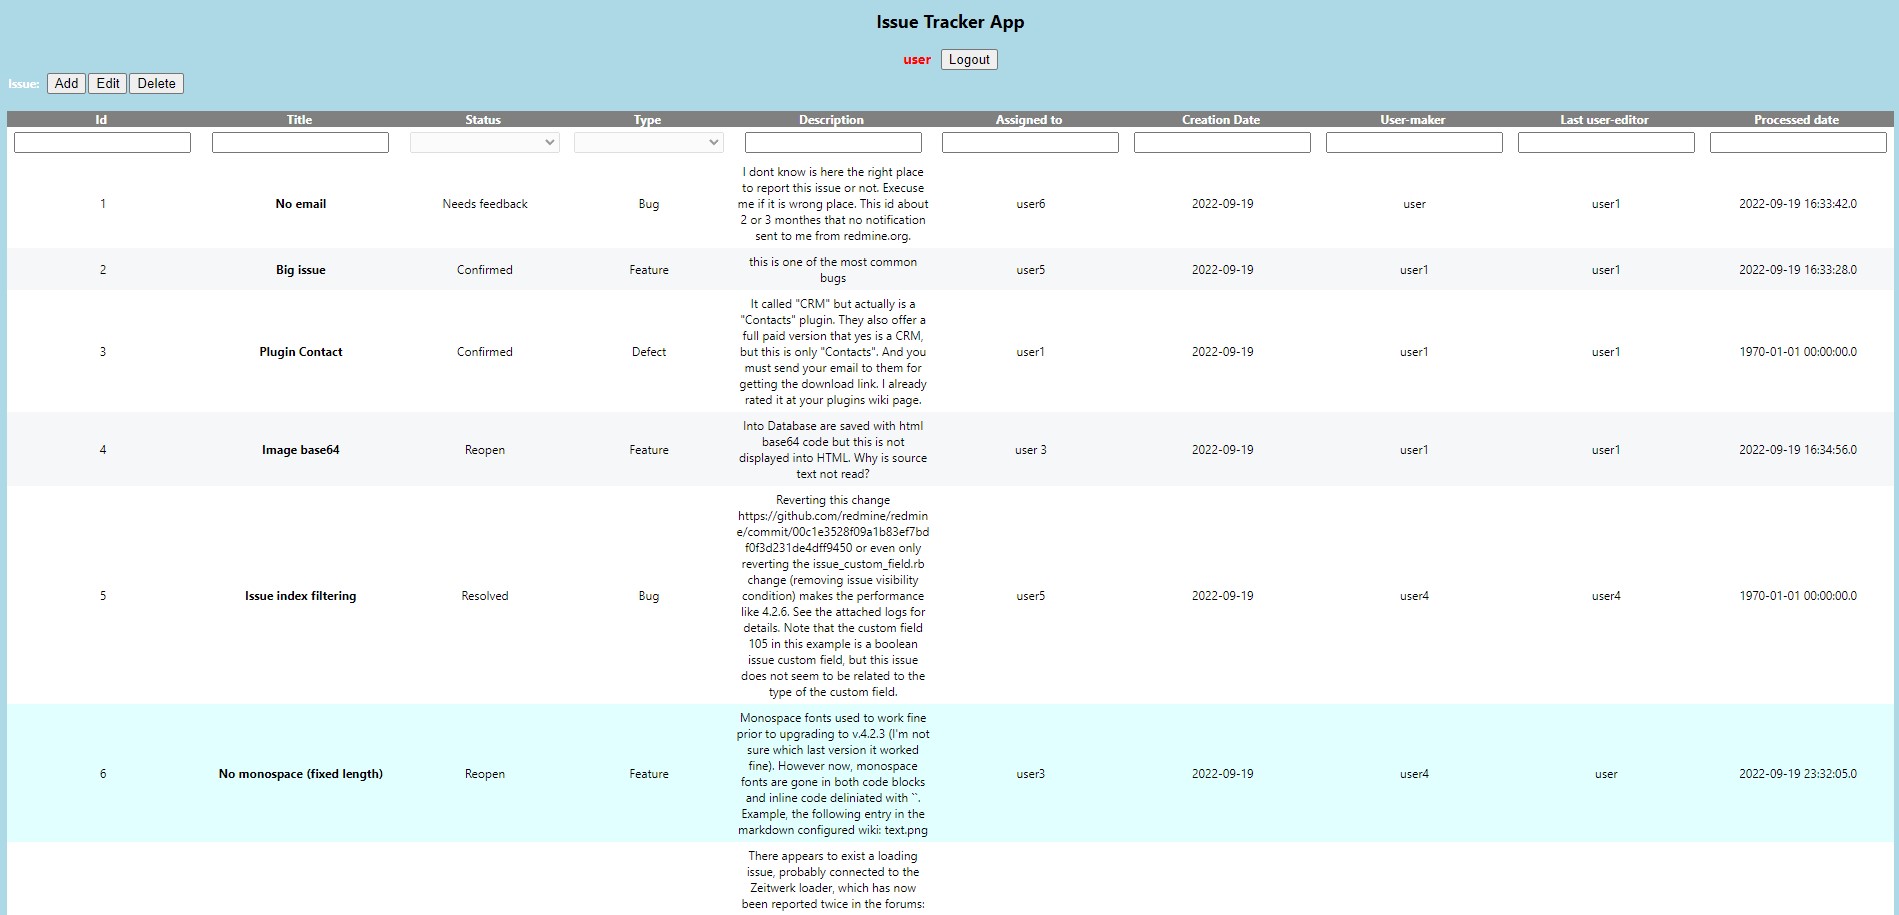 Issue Tracker App
user Logout
Issue: Add Edit Delete
Id Title Status Type Description Assigned to Creation Date User-maker Last user-editor Processed date
I dont know is here the right place
to report this issue or not. Execuse
1 No email Needs feedback Bug me if it is wrong place. This id about user6 2022-09-19 user user1 2022-09-19 16:33:42.0
2 or 3 monthes that no notification
sent to me from redmine.org.
this is one of the most common
2 Big issue Confirmed Feature bugs user5 2022-09-19 user1 user1 2022-09-19 16:33:28.0
It called "CRM" but actually is a
"Contacts" plugin. They also offer a
full paid version that yes is a CRM,
3 Plugin Contact Confirmed Defect but this is only "Contacts". And you user1 2022-09-19 user1 user1 1970-01-01 00:00:00.0
must send your email to them for
getting the download link. I already
rated it at your plugins wiki page.
Into Database are saved with html
4 Image base64 Reopen Feature base64 code but this is not user 3 2022-09-19 user1 user1 2022-09-19 16:34:56.0
displayed into HTML. Why is source
text not read?
Reverting this change
https://github.com/redmine/redmin
e/commit/00c1e3528f09a1b83ef7bd
f0f3d231de4dff9450 or even only
reverting the issue_custom_field.rb
change (removing issue visibility
5 Issue index filtering Resolved Bug condition) makes the performance user5 2022-09-19 user4 user4 1970-01-01 00:00:00.0
like 4.2.6. See the attached logs for
details. Note that the custom field
105 in this example is a boolean
issue custom field, but this issue
does not seem to be related to the
type of the custom field.
Monospace fonts used to work fine
prior to upgrading to v.4.2.3 (I'm not
sure which last version it worked
6 No monospace (fixed length) Reopen Feature fine). However now, monospace user3 2022-09-19 user4 user 2022-09-19 23:32:05.0
fonts are gone in both code blocks
and inline code deliniated with ``.
Example, the following entry in the
markdown configured wiki: text.png
There appears to exist a loading
issue, probably connected to the
Zeitwerk loader, which has now
been reported twice in the forums: